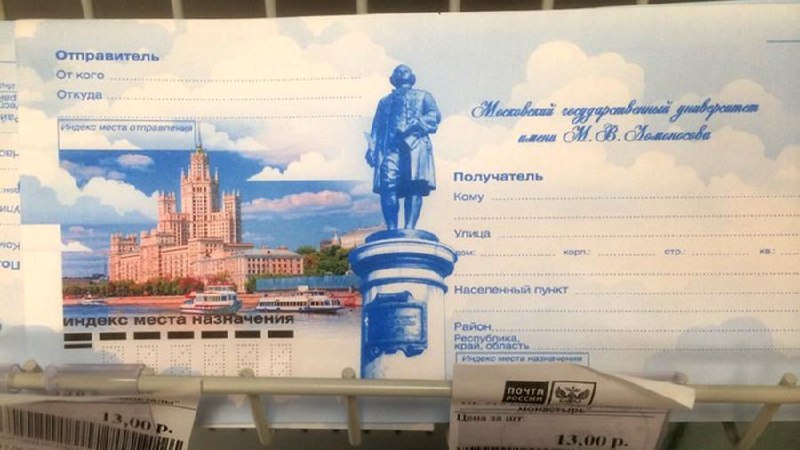 Отправитель
От кого
Откуда
Индекс места отправления
Московский государственный университет
имени М. В. Ломоносова
Получатель
Кому
Улица
дом: корп.: стр.: кв.:
Населённый пункт
Район
Республика,
край, область
Индекс места назначения
индекс места назначения
ПОЧТА
РОССИИ
монастырь"
Цена за шт
13,00 р.
13,00 р.